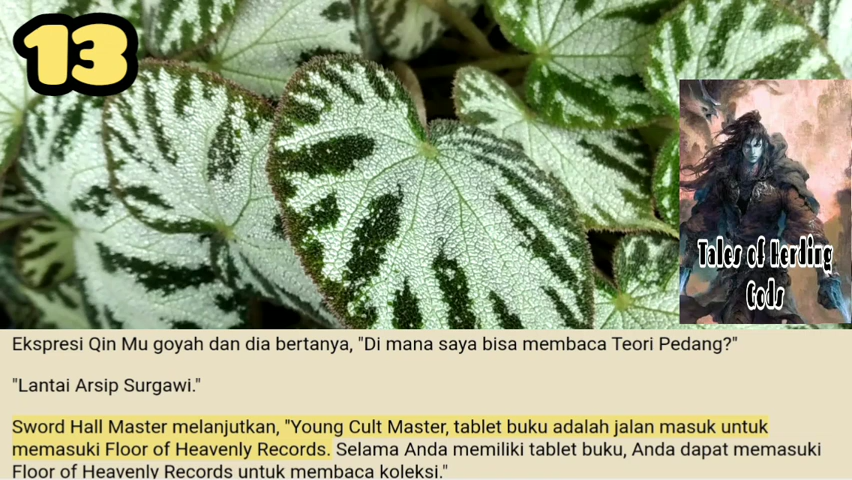 13
Tales of Herding
Gods
Ekspresi Qin Mu goyah dan dia bertanya, "Di mana saya bisa membaca Teori Pedang?"
"Lantai Arsip Surgawi."
Sword Hall Master melanjutkan, "Young Cult Master, tablet buku adalah jalan masuk untuk
memasuki Floor of Heavenly Records. Selama Anda memiliki tablet buku, Anda dapat memasuki
Floor of Heavenly Records untuk membaca koleksi."